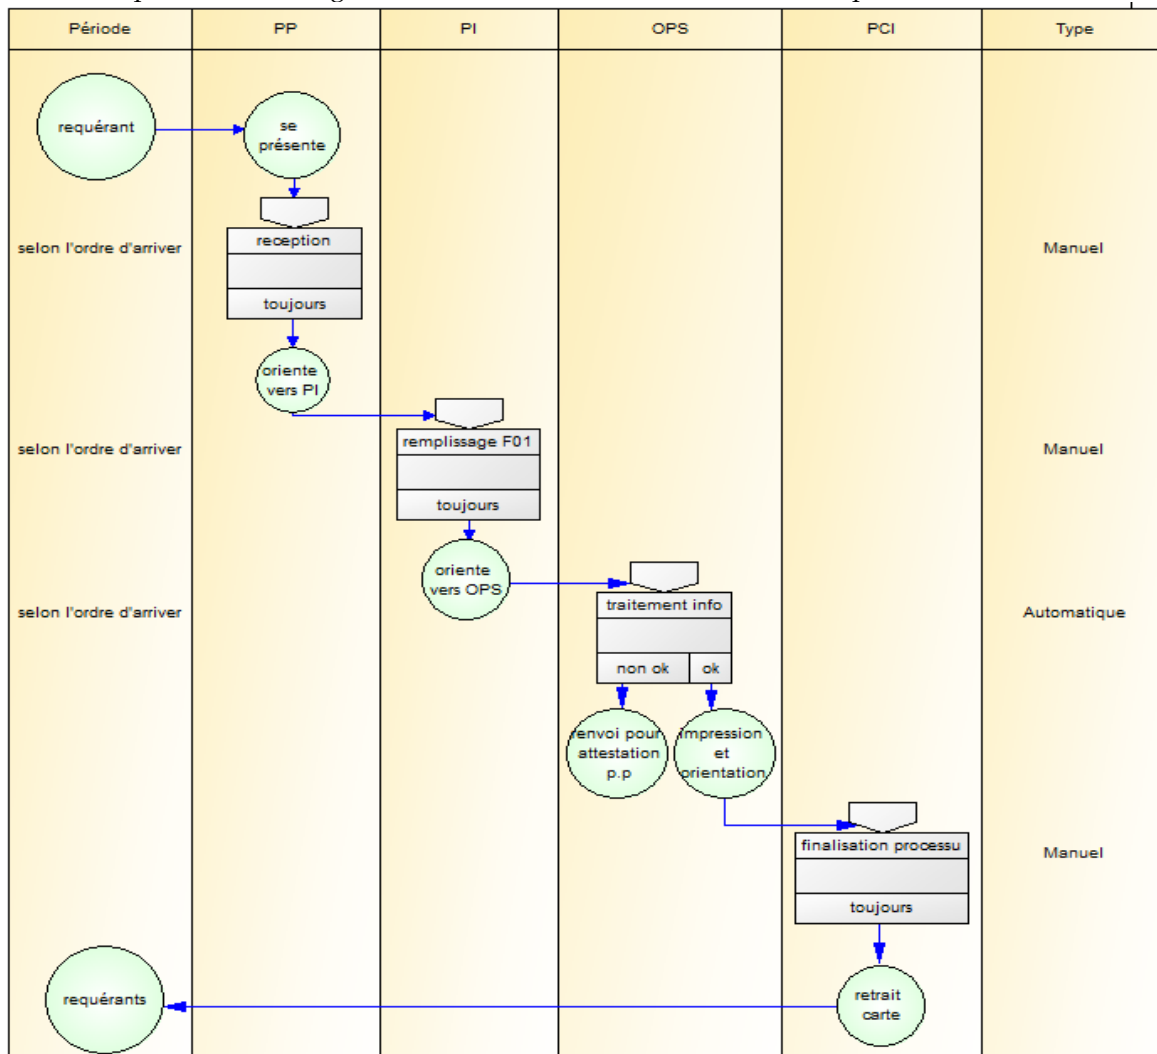 Période PP PI OPS PCI Type
requérant
se
présente
selon l'ordre d'arriver
reception
Manuel
toujours
oriente
vers PI
selon l'ordre d'arriver
remplissage F01
Manuel
toujours
oriente
vers OPS
selon l'ordre d'arriver
traitement info
Automatique
non ok ok
renvoi pour
attestation
p.p
impression
et
orientation
finalisation processu
Manuel
toujours
requérants
retrait
carte